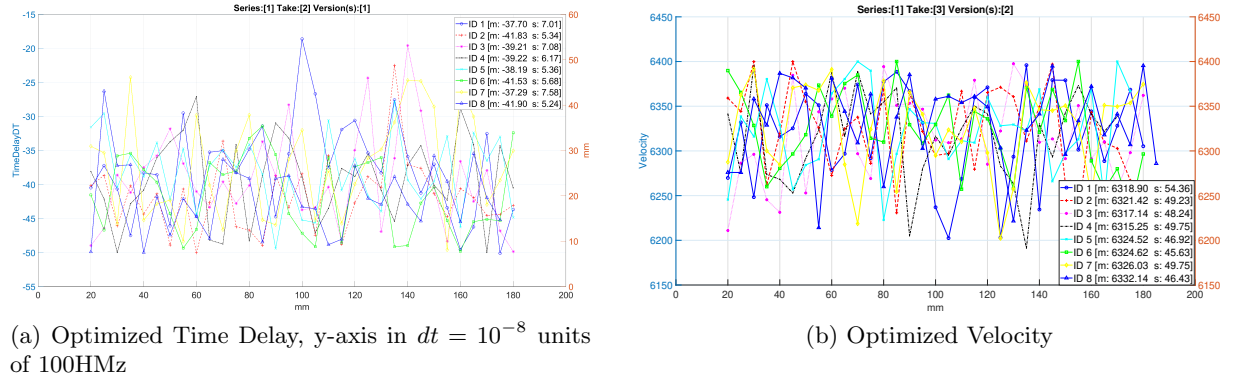 Series:[1] Take:[2] Version(s):[1]
-15
-20
-25
-30
-35
-40
-45
-50
-55
TimeDelayDT
60
50
40
30
20
10
0
mm
0
20
40
60
80
100
120
140
160
180
200
mm
ID 1 [m: -37.70 s: 7.01]
ID 2 [m: -41.83 s: 5.34]
ID 3 [m: -39.21 s: 7.08]
ID 4 [m: -39.22 s: 6.17]
ID 5 [m: -38.19 s: 5.36]
ID 6 [m: -41.53 s: 5.68]
ID 7 [m: -37.29 s: 7.58]
ID 8 [m: -41.90 s: 5.24]
(a) Optimized Time Delay, y-axis in dt = 10⁻⁸ units
of 100HMz
Series:[1] Take:[3] Version(s):[2]
6450
6400
6350
6300
6250
6200
6150
Velocity
6450
6400
6350
6300
6250
6200
6150
0
20
40
60
80
100
120
140
160
180
200
mm
ID 1 [m: 6318.90 s: 54.36]
ID 2 [m: 6321.42 s: 49.23]
ID 3 [m: 6317.14 s: 48.24]
ID 4 [m: 6315.25 s: 49.75]
ID 5 [m: 6324.52 s: 46.92]
ID 6 [m: 6324.62 s: 45.63]
ID 7 [m: 6326.03 s: 49.75]
ID 8 [m: 6332.14 s: 46.43]
(b) Optimized Velocity